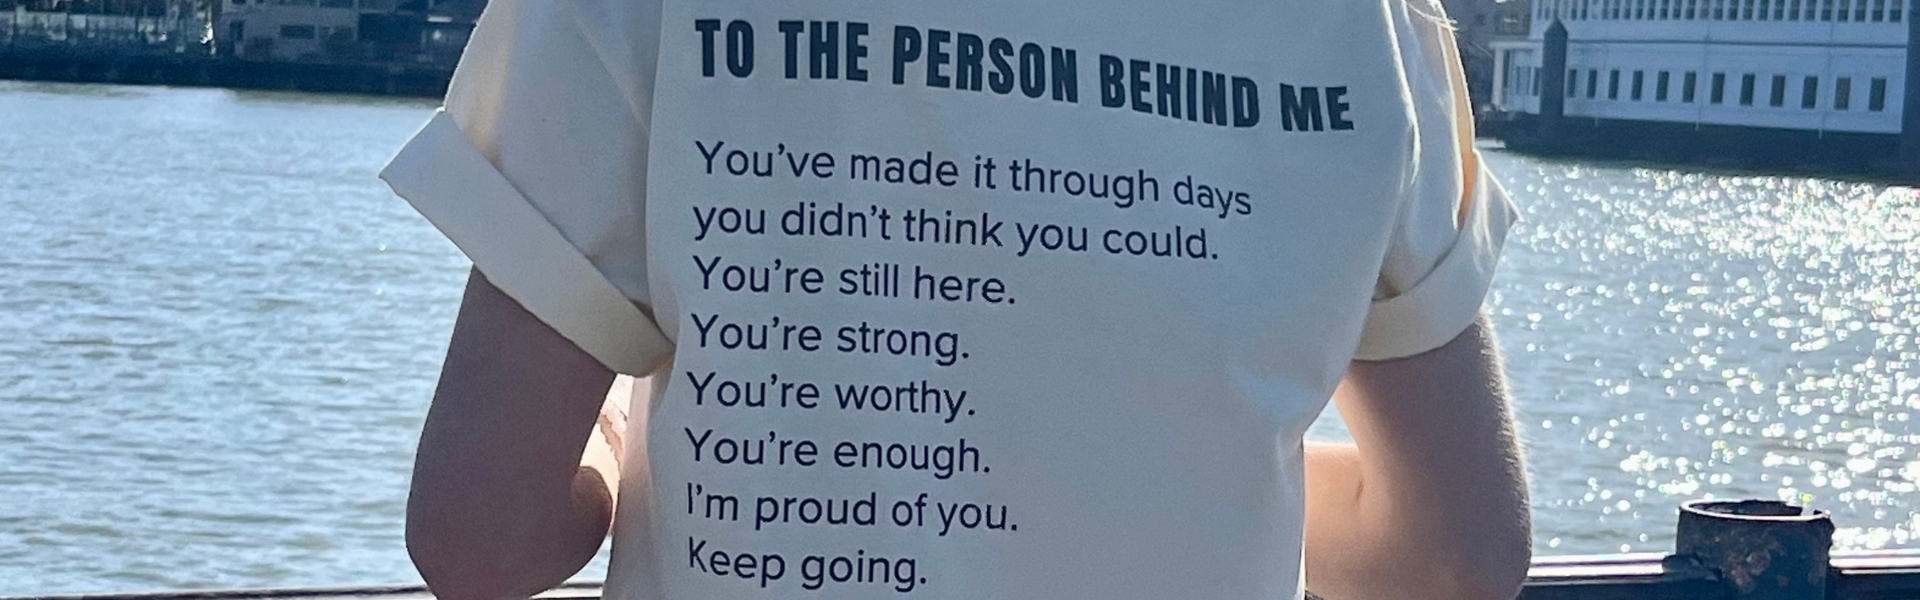 TO THE PERSON BEHIND ME
You've made it through days
you didn't think you could.
You're still here.
You're strong.
You're worthy.
You're enough.
I'm proud of you.
Keep going.